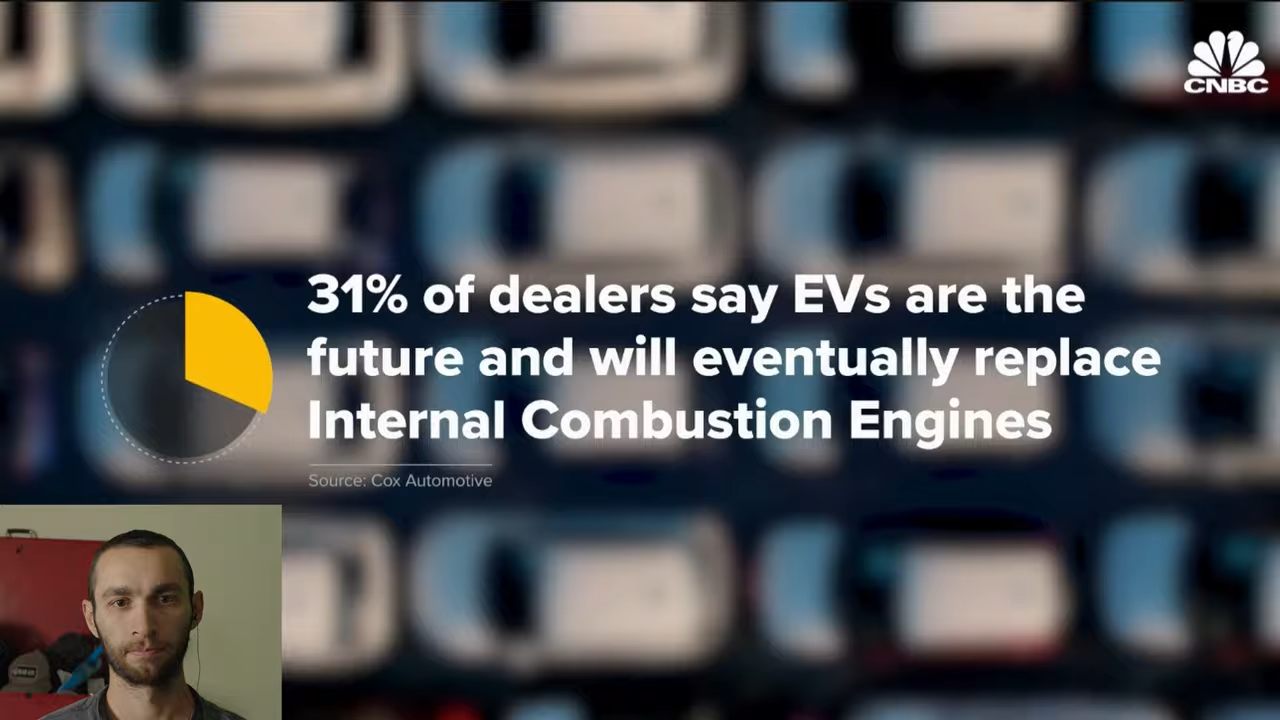 CNBC
31% of dealers say EVs are the
future and will eventually replace
Internal Combustion Engines
Source: Cox Automotive